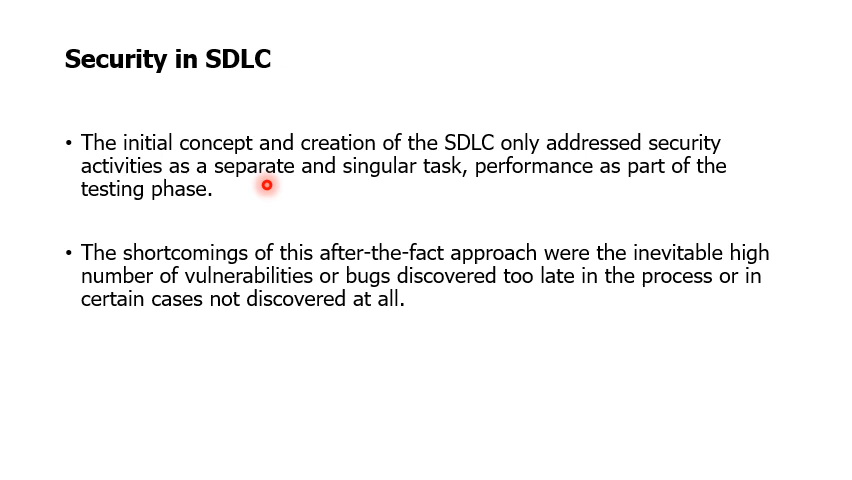 Security in SDLC
• The initial concept and creation of the SDLC only addressed security
activities as a separate and singular task, performance as part of the
testing phase.
• The shortcomings of this after-the-fact approach were the inevitable high
number of vulnerabilities or bugs discovered too late in the process or in
certain cases not discovered at all.